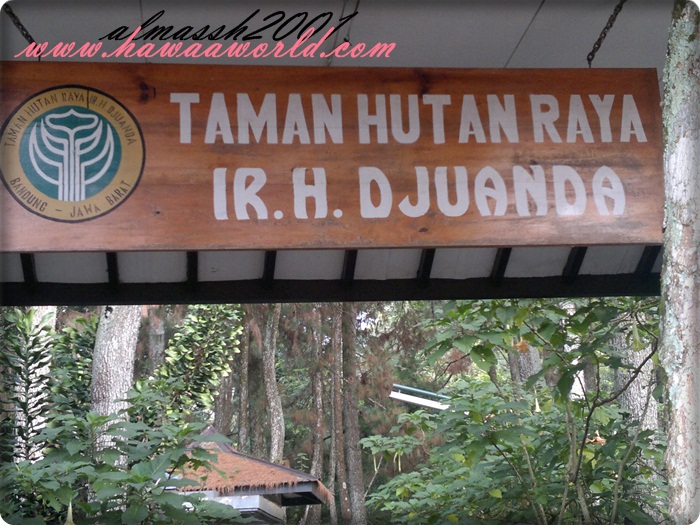 almassh2001
www.hawaaworld.com
TAMAN HUTAN RAYA IR.H DJUANDA
BANDUNG - JAWA BARAT
TAMAN HUTAN RAYA
IR. H. DJUANDA